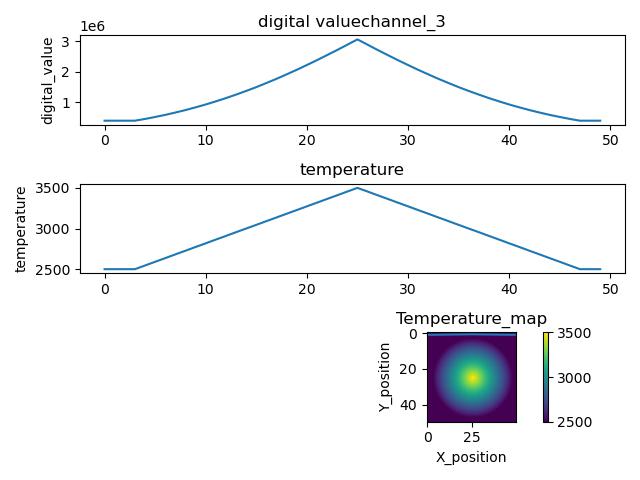 digital valuechannel_3
1e6
digital_value
3
2
1
0 10 20 30 40 50
temperature
temperature
3500
3000
2500
0 10 20 30 40 50
Temperature_map
Y_position
0
20
40
0 25
X_position
3500
3000
2500